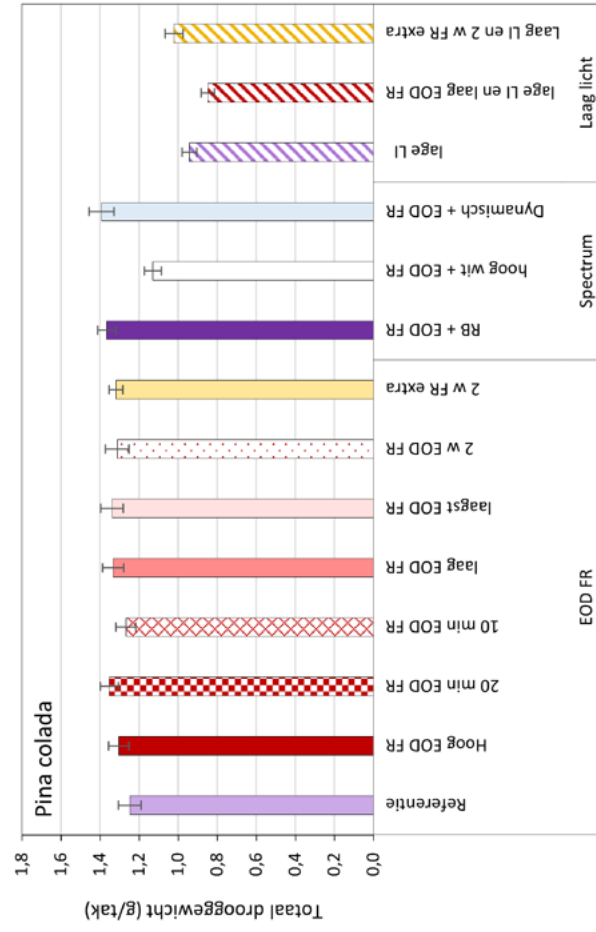 Pina colada
Totaal drooggewicht (g/tak)
1,8
1,6
1,4
1,2
1,0
0,8
0,6
0,4
0,2
0,0
Referentie
Hoog EOD FR
20 min EOD FR
10 min EOD FR
laag EOD FR
laagst EOD FR
2 w EOD FR
2 w FR extra
RB + EOD FR
hoog wit + EOD FR
Dynamisch + EOD FR
lage LI
lage LI en laag EOD FR
Laag LI en 2 w FR extra
EOD FR
Spectrum
Laag licht